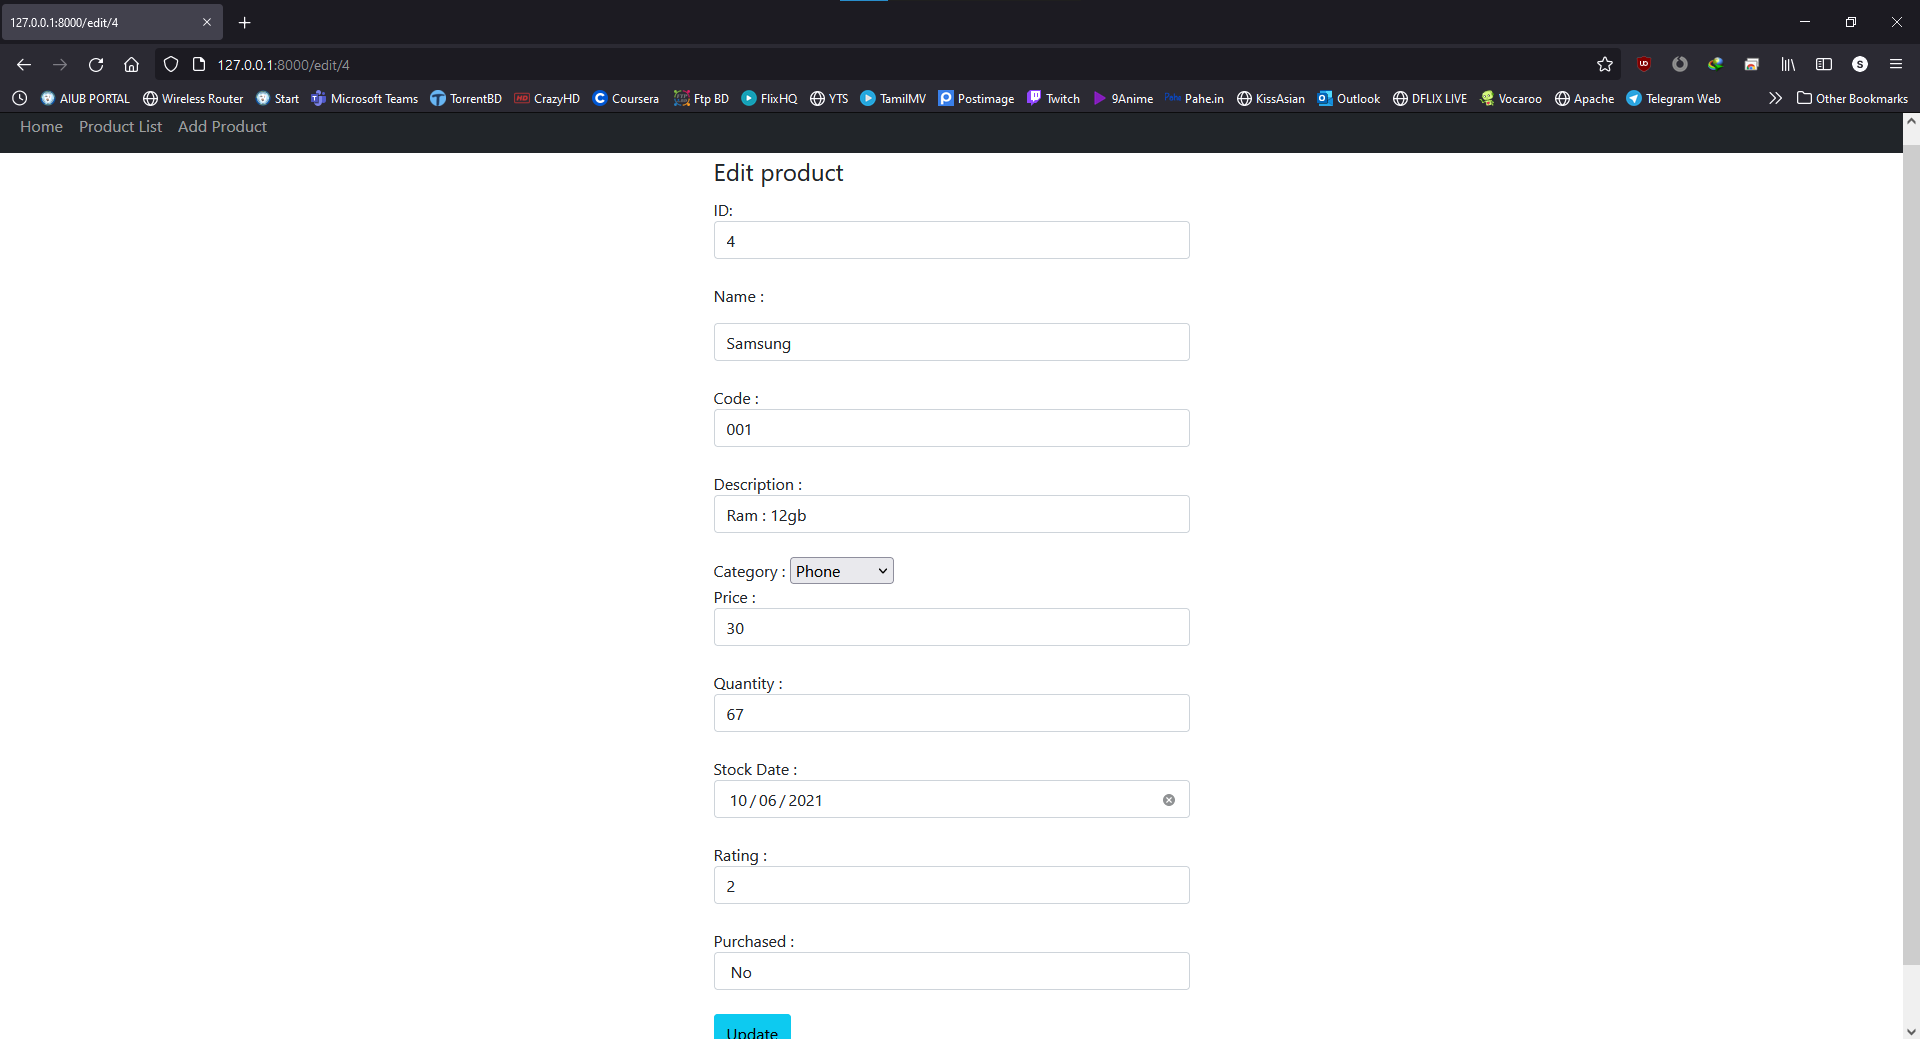 127.0.0.1:8000/edit/4
127.0.0.1:8000/edit/4
AIUB PORTAL Wireless Router Start Microsoft Teams TorrentBD CrazyHD Coursera Ftp BD FlixHQ YTS TamilMV Postimage Twitch 9Anime Pahe.in KissAsian Outlook DFLIX LIVE Vocaroo Apache Telegram Web Other Bookmarks
Home Product List Add Product
Edit product
ID:
4
Name :
Samsung
Code :
001
Description :
Ram : 12gb
Category : Phone
Price :
30
Quantity :
67
Stock Date :
10 / 06 / 2021
Rating :
2
Purchased :
No
Update